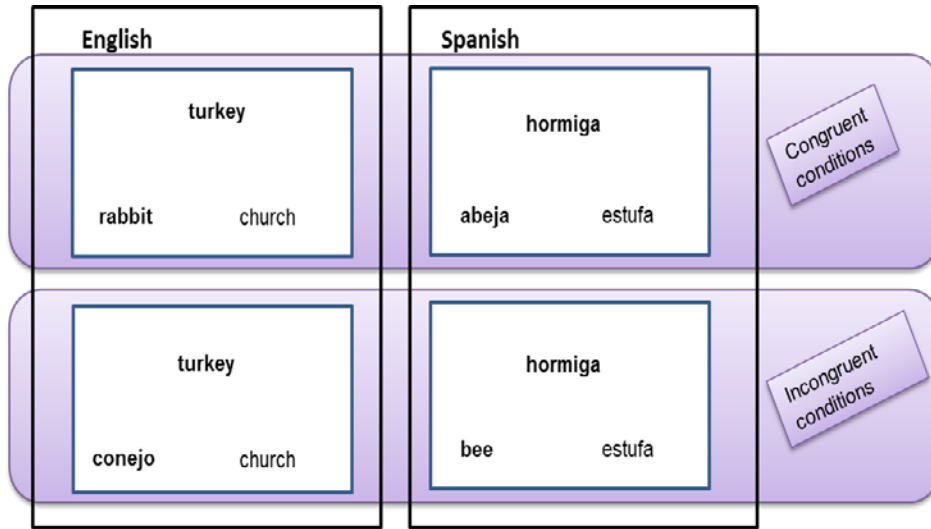 English
Spanish
turkey
rabbit church
hormiga
abeja estufa
Congruent
conditions
turkey
conejo church
hormiga
bee estufa
Incongruent
conditions